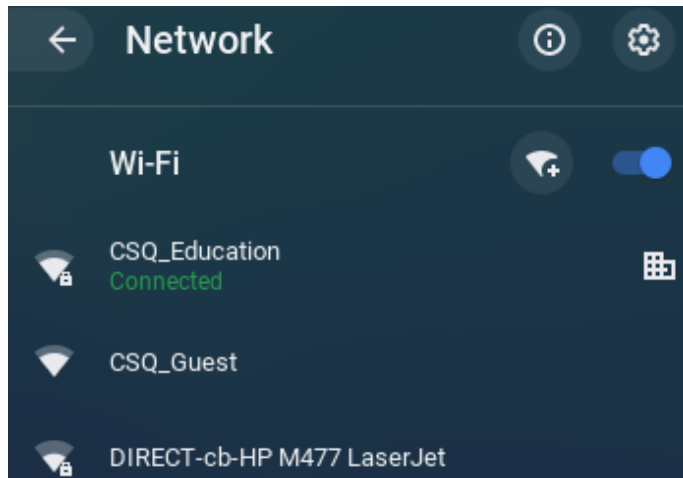 Network
Wi-Fi
CSQ_Education
Connected
CSQ_Guest
DIRECT-cb-HP M477 LaserJet